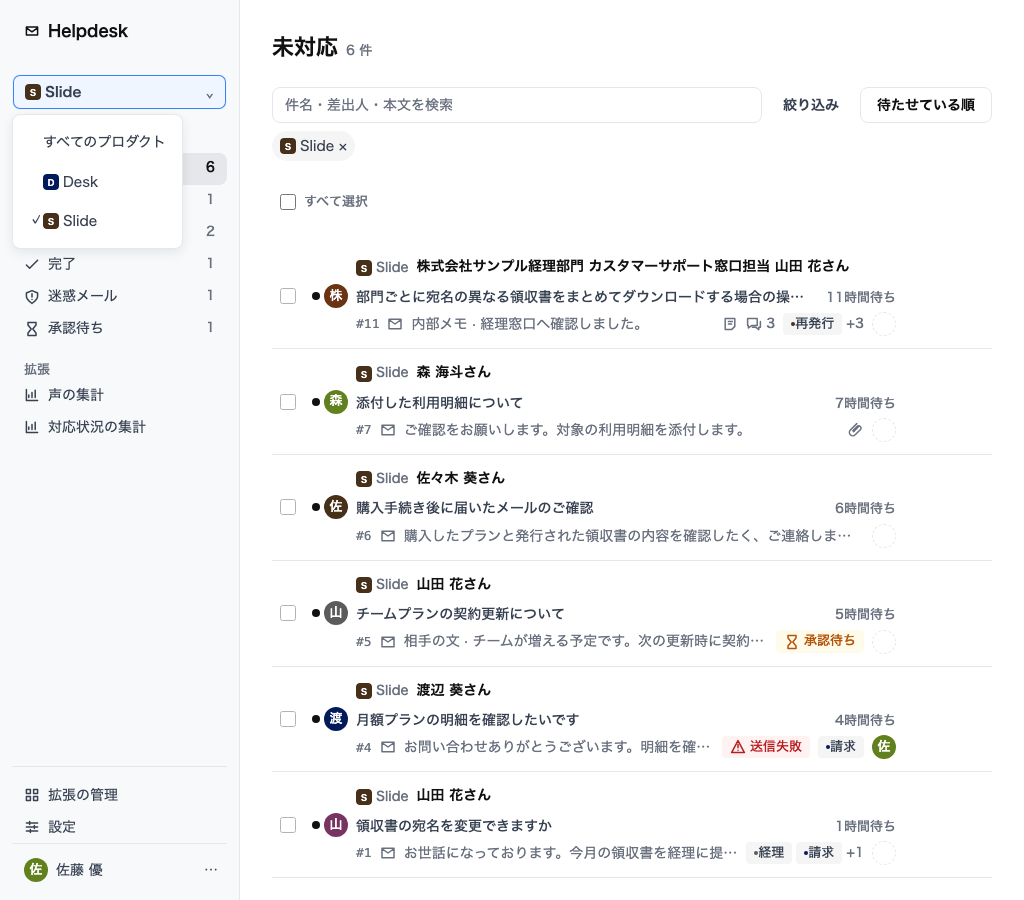 Helpdesk
S Slide
すべてのプロダクト
D Desk
✓ S Slide
6
1
2
完了 1
迷惑メール 1
承認待ち 1
拡張
声の集計
対応状況の集計
拡張の管理
設定
佐 佐藤 優 …
未対応 6 件
件名・差出人・本文を検索 絞り込み 待たせている順
S Slide ×
すべて選択
S Slide 株式会社サンプル経理部門 カスタマーサポート窓口担当 山田 花さん
株 部門ごとに宛名の異なる領収書をまとめてダウンロードする場合の操… 11時間待ち
#11 内部メモ · 経理窓口へ確認しました。 3 •再発行 +3
S Slide 森 海斗さん
森 添付した利用明細について 7時間待ち
#7 ご確認をお願いします。対象の利用明細を添付します。
S Slide 佐々木 葵さん
佐 購入手続き後に届いたメールのご確認 6時間待ち
#6 購入したプランと発行された領収書の内容を確認したく、ご連絡しま…
S Slide 山田 花さん
山 チームプランの契約更新について 5時間待ち
#5 相手の文 · チームが増える予定です。次の更新時に契約… 承認待ち
S Slide 渡辺 葵さん
渡 月額プランの明細を確認したいです 4時間待ち
#4 お問い合わせありがとうございます。明細を確… 送信失敗 •請求 佐
S Slide 山田 花さん
山 領収書の宛名を変更できますか 1時間待ち
#1 お世話になっております。今月の領収書を経理に提… •経理 •請求 +1